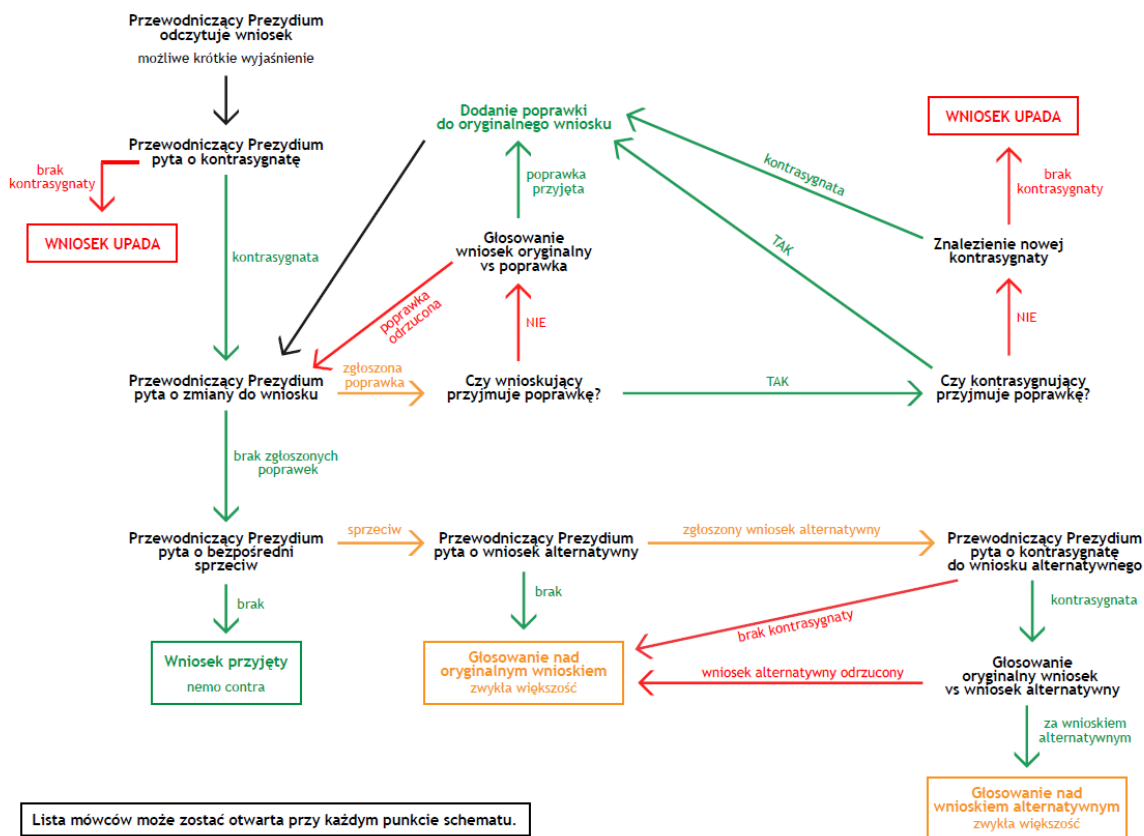 Przewodniczący Prezydium
odczytuje wniosek
możliwe krótkie wyjaśnienie
Przewodniczący Prezydium
pyta o kontrasygnatę
brak
kontrasygnaty
WNIOSEK UPADA
kontrasygnata
Dodanie poprawki
do oryginalnego wniosku
poprawka
przyjęta
Głosowanie
wniosek oryginalny
vs poprawka
poprawka
odrzucona
NIE
kontrasygnata
TAK
WNIOSEK UPADA
brak
kontrasygnaty
Znalezienie nowej
kontrasygnaty
NIE
Przewodniczący Prezydium
pyta o zmiany do wniosku
zgłoszona
poprawka
Czy wnioskujący
przyjmuje poprawkę?
TAK
Czy kontrasygnujący
przyjmuje poprawkę?
brak zgłoszonych
poprawek
Przewodniczący Prezydium
pyta o bezpośredni
sprzeciw
sprzeciw
Przewodniczący Prezydium
pyta o wniosek alternatywny
zgłoszony wniosek alternatywny
Przewodniczący Prezydium
pyta o kontrasygnatę
do wniosku alternatywnego
brak
brak
brak kontrasygnaty
kontrasygnata
Wniosek przyjęty
nemo contra
Głosowanie nad
oryginalnym wnioskiem
zwykła większość
wniosek alternatywny odrzucony
Głosowanie
oryginalny wniosek
vs wniosek alternatywny
za wnioskiem
alternatywnym
Głosowanie nad
wnioskiem alternatywnym
zwykła większość
Lista mówców może zostać otwarta przy każdym punkcie schematu.